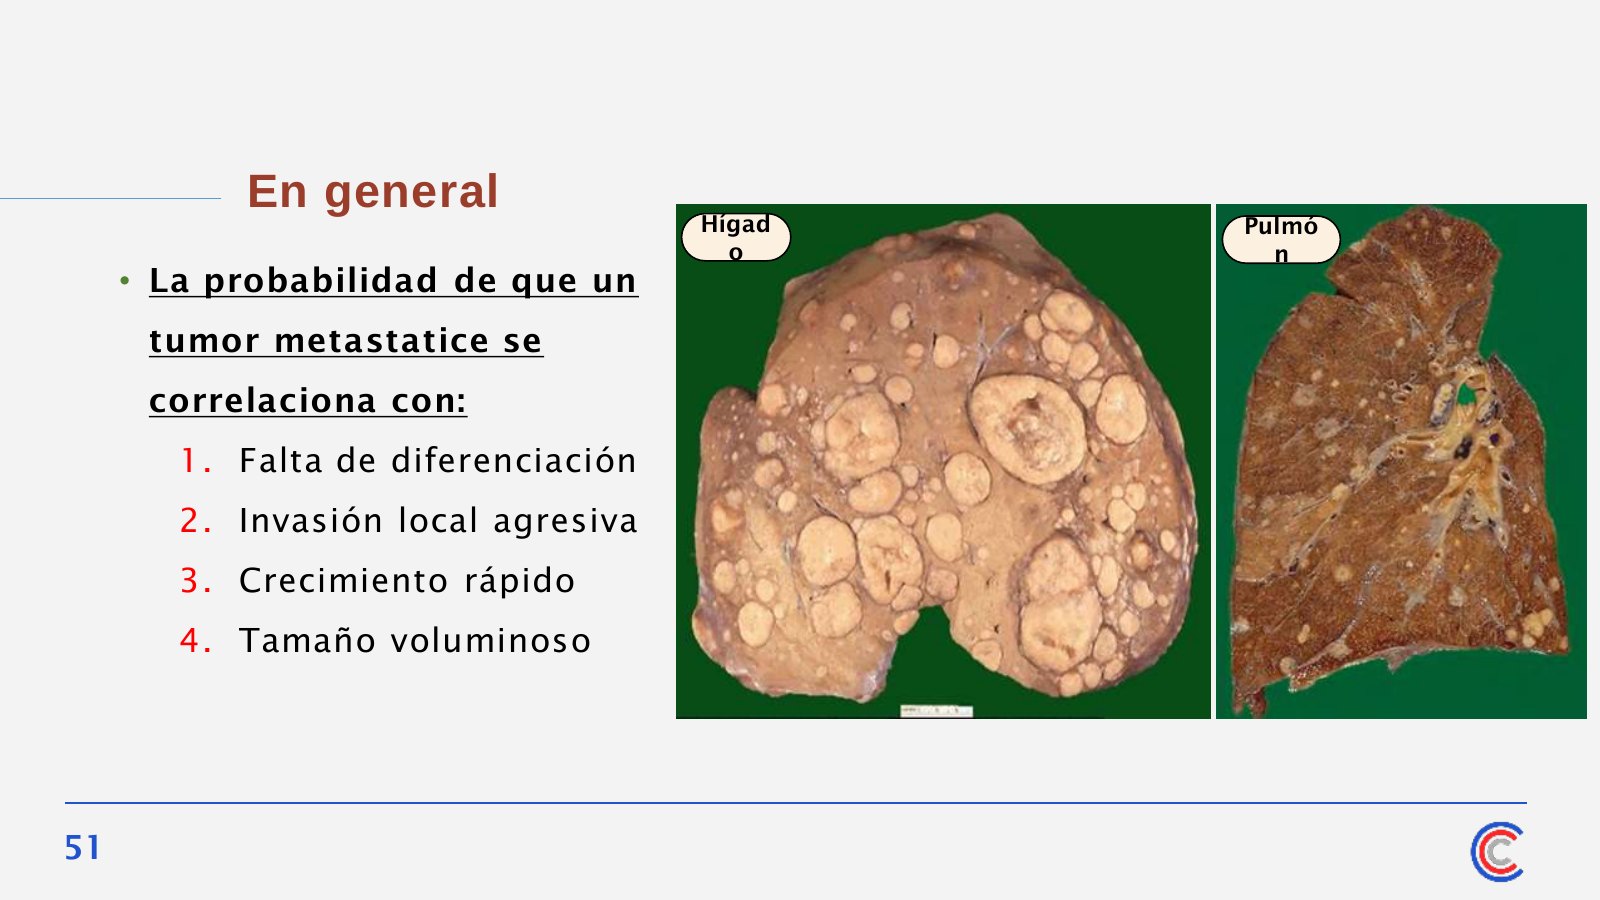 En general
• La probabilidad de que un
tumor metastatice se
correlaciona con:
1. Falta de diferenciación
2. Invasión local agresiva
3. Crecimiento rápido
4. Tamaño voluminoso
Hígad
o
Pulmó
n
51